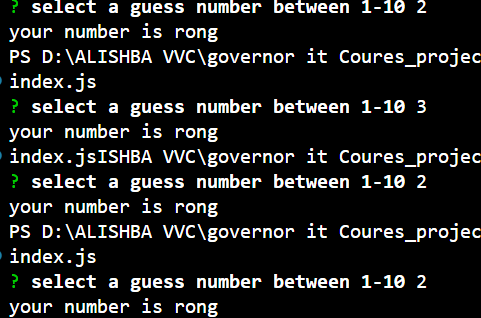 ? select a guess number between 1-10 2
your number is rong
PS D:\ALISHBA VVC\governor it Coures_projec
index.js
? select a guess number between 1-10 3
your number is rong
index.jsISHBA VVC\governor it Coures_projec
? select a guess number between 1-10 2
your number is rong
PS D:\ALISHBA VVC\governor it Coures_projec
index.js
? select a guess number between 1-10 2
your number is rong